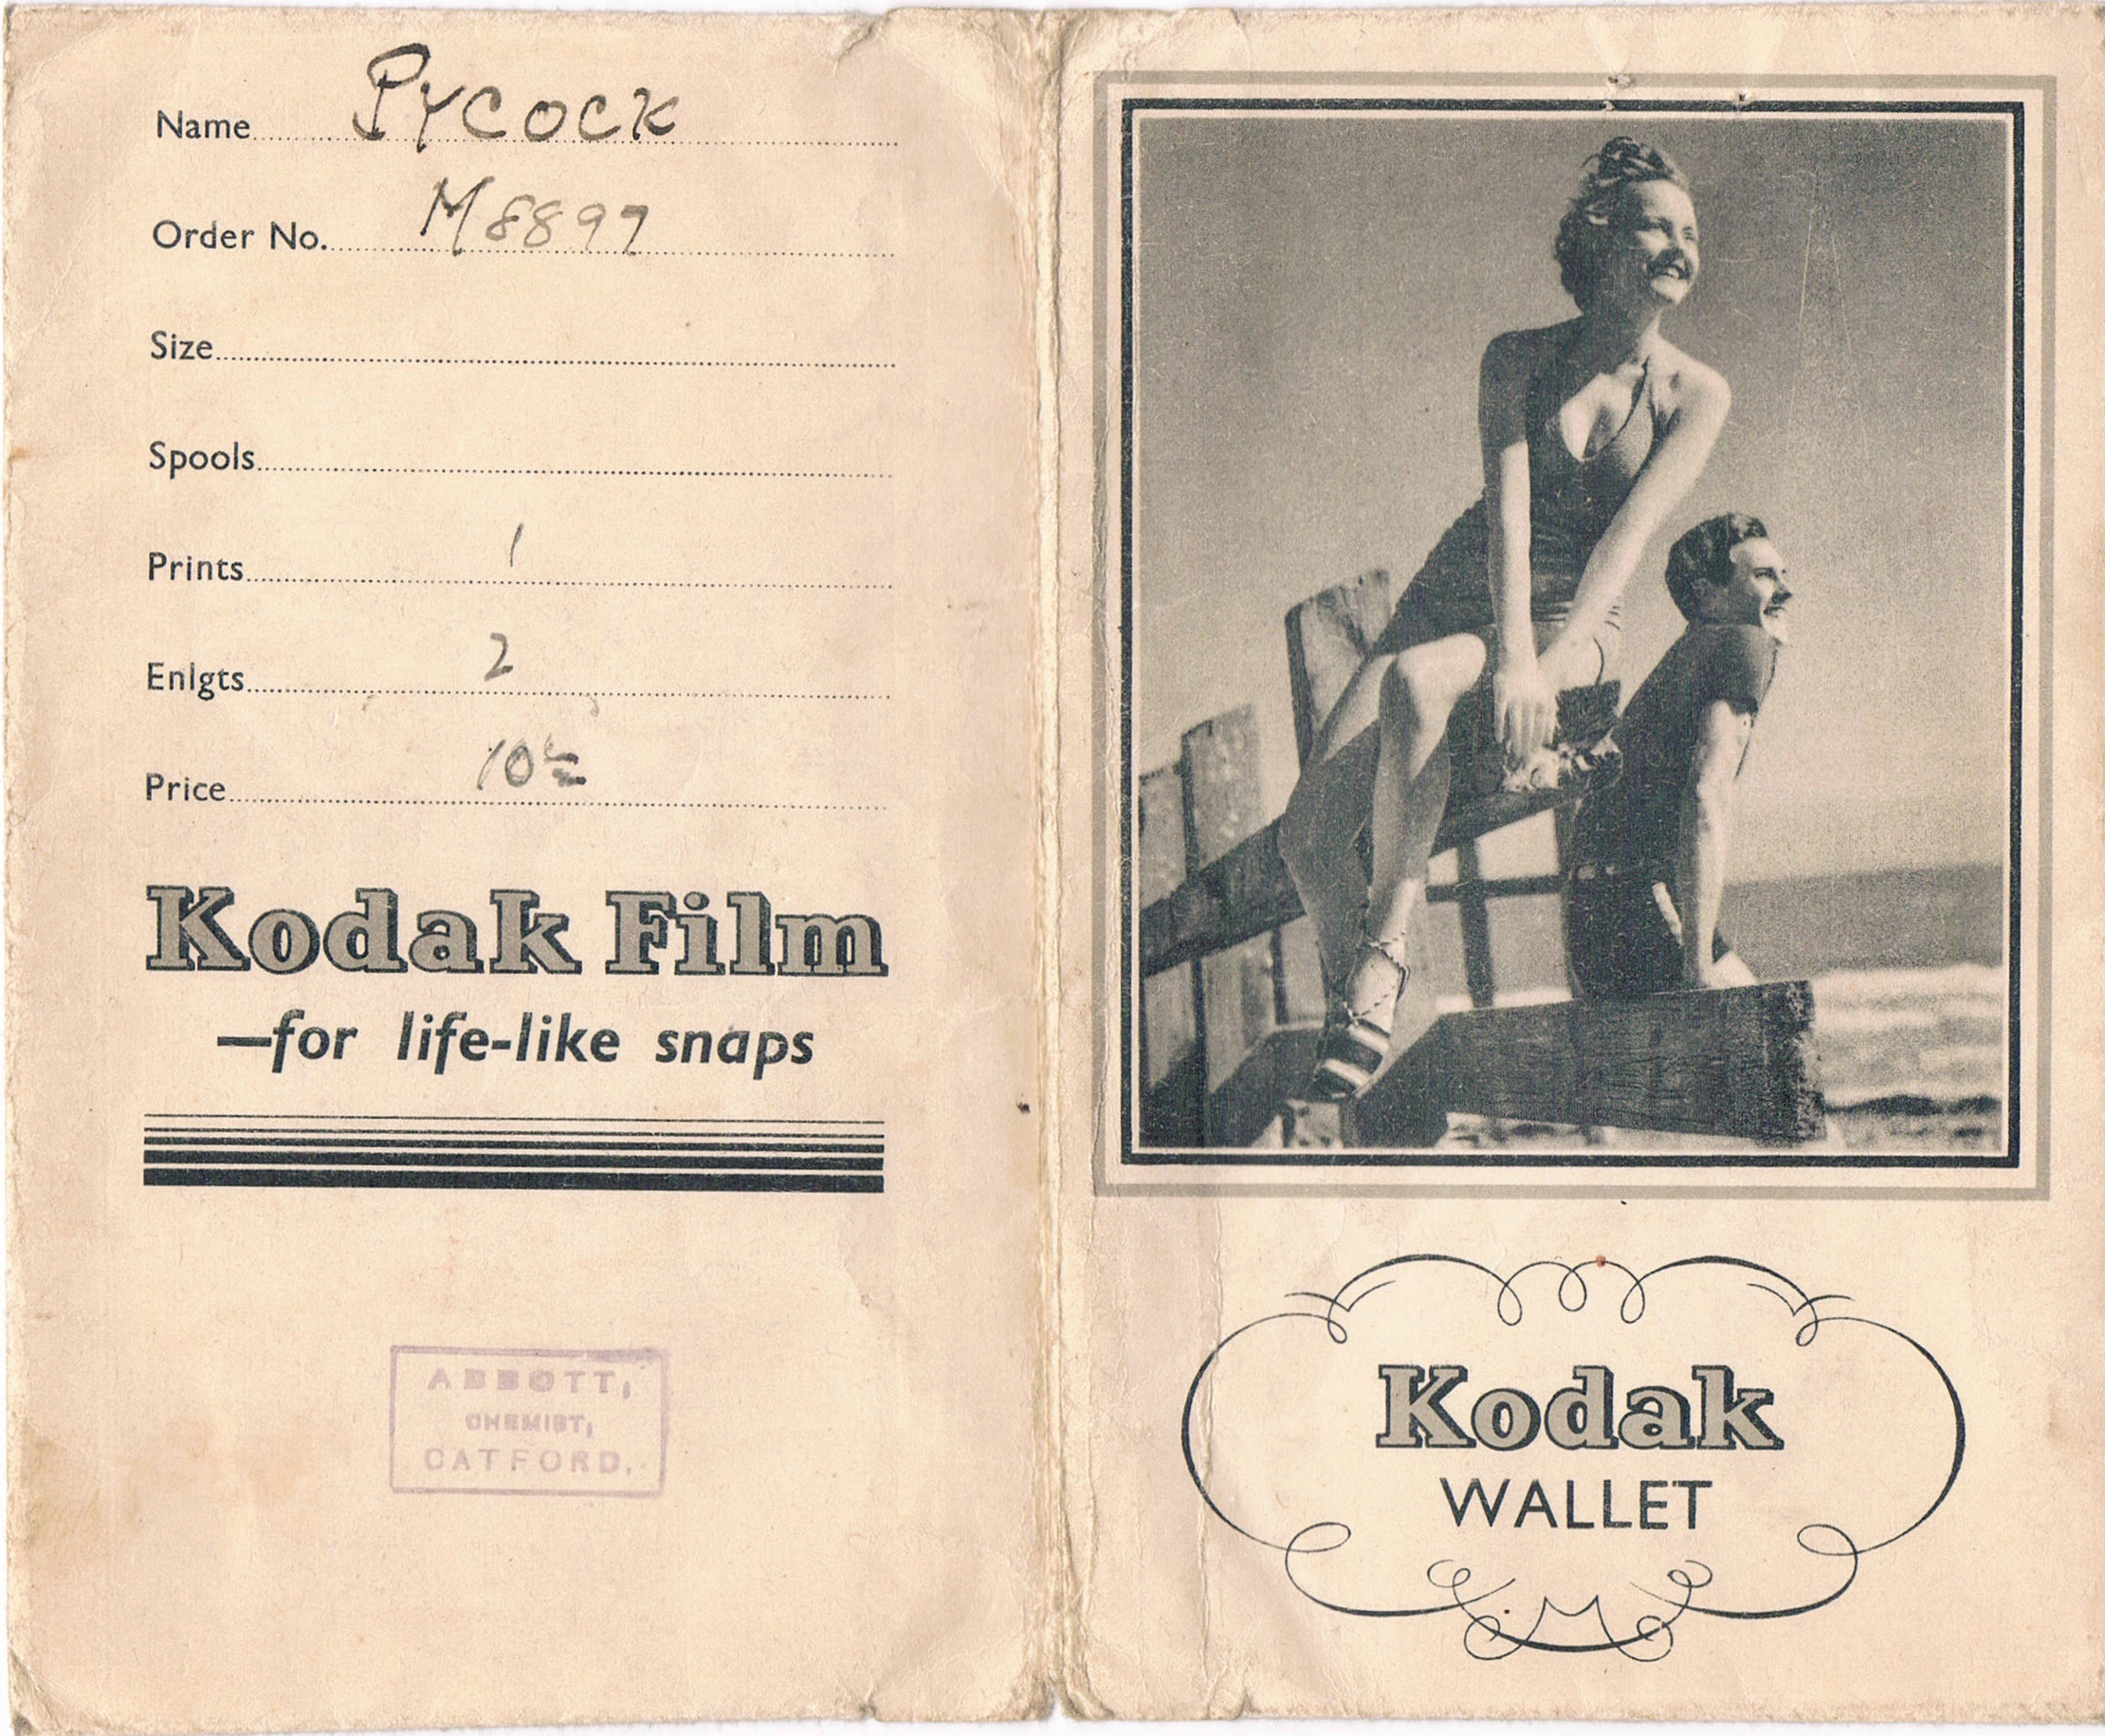 Name PYCOCK
Order No. M8897
Size
Spools
Prints 1
Enlgts 2
Price
Kodak Film
—for life-like snaps
ABBOTT,
CHEMIST,
CATFORD.
Kodak
WALLET